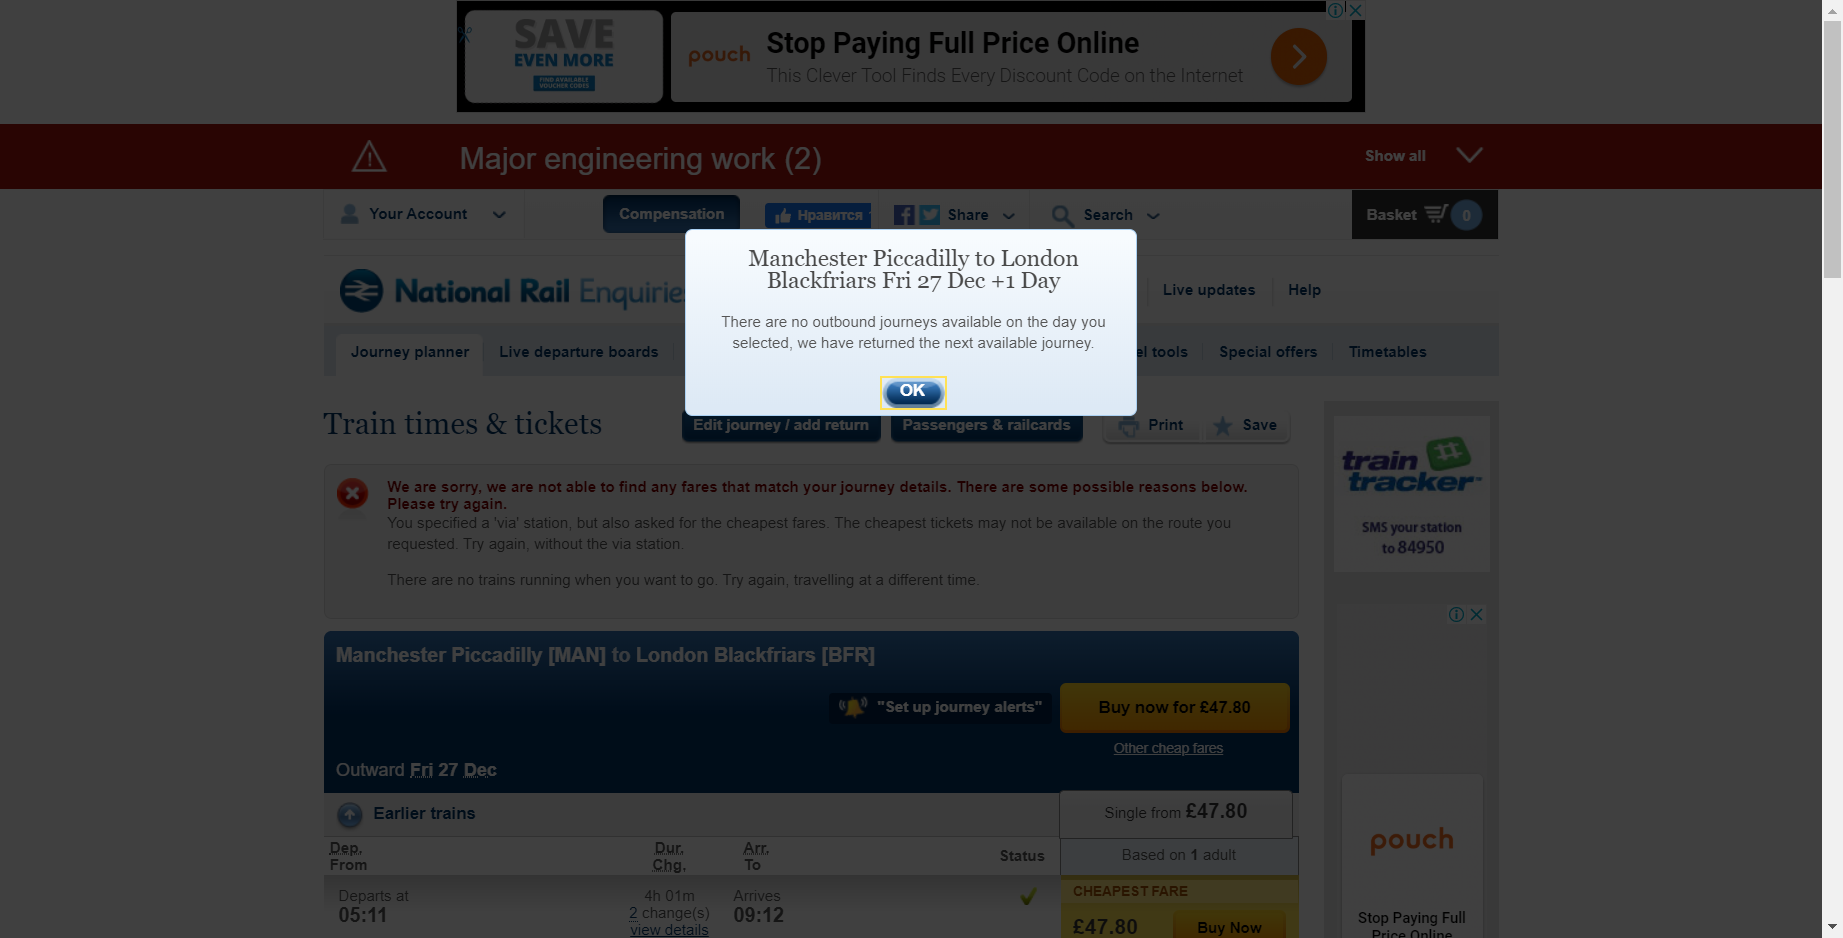 SAVE
EVEN MORE
FIND AVAILABLE
VOUCHER CODES
pouch
Stop Paying Full Price Online
This Clever Tool Finds Every Discount Code on the Internet
Major engineering work (2)
Show all
Your Account
Compensation
Нравится
Share
Search
Basket
0
Manchester Piccadilly to London
Blackfriars Fri 27 Dec +1 Day
There are no outbound journeys available on the day you
selected, we have returned the next available journey.
OK
National Rail Enquirie
Live updates
Help
Journey planner
Live departure boards
el tools
Special offers
Timetables
Train times & tickets
Edit journey / add return
Passengers & railcards
Print
Save
We are sorry, we are not able to find any fares that match your journey details. There are some possible reasons below.
Please try again.
You specified a 'via' station, but also asked for the cheapest fares. The cheapest tickets may not be available on the route you
requested. Try again, without the via station.
There are no trains running when you want to go. Try again, travelling at a different time.
train
tracker
SMS your station
to 84950
Manchester Piccadilly [MAN] to London Blackfriars [BFR]
"Set up journey alerts"
Buy now for £47.80
Other cheap fares
Outward Fri 27 Dec
Earlier trains
Single from £47.80
Dep.
From
Dur.
Chg.
Arr.
To
Status
Based on 1 adult
Departs at
05:11
4h 01m
2 change(s)
view details
Arrives
09:12
CHEAPEST FARE
£47.80
Buy Now
pouch
Stop Paying Full
Price Online